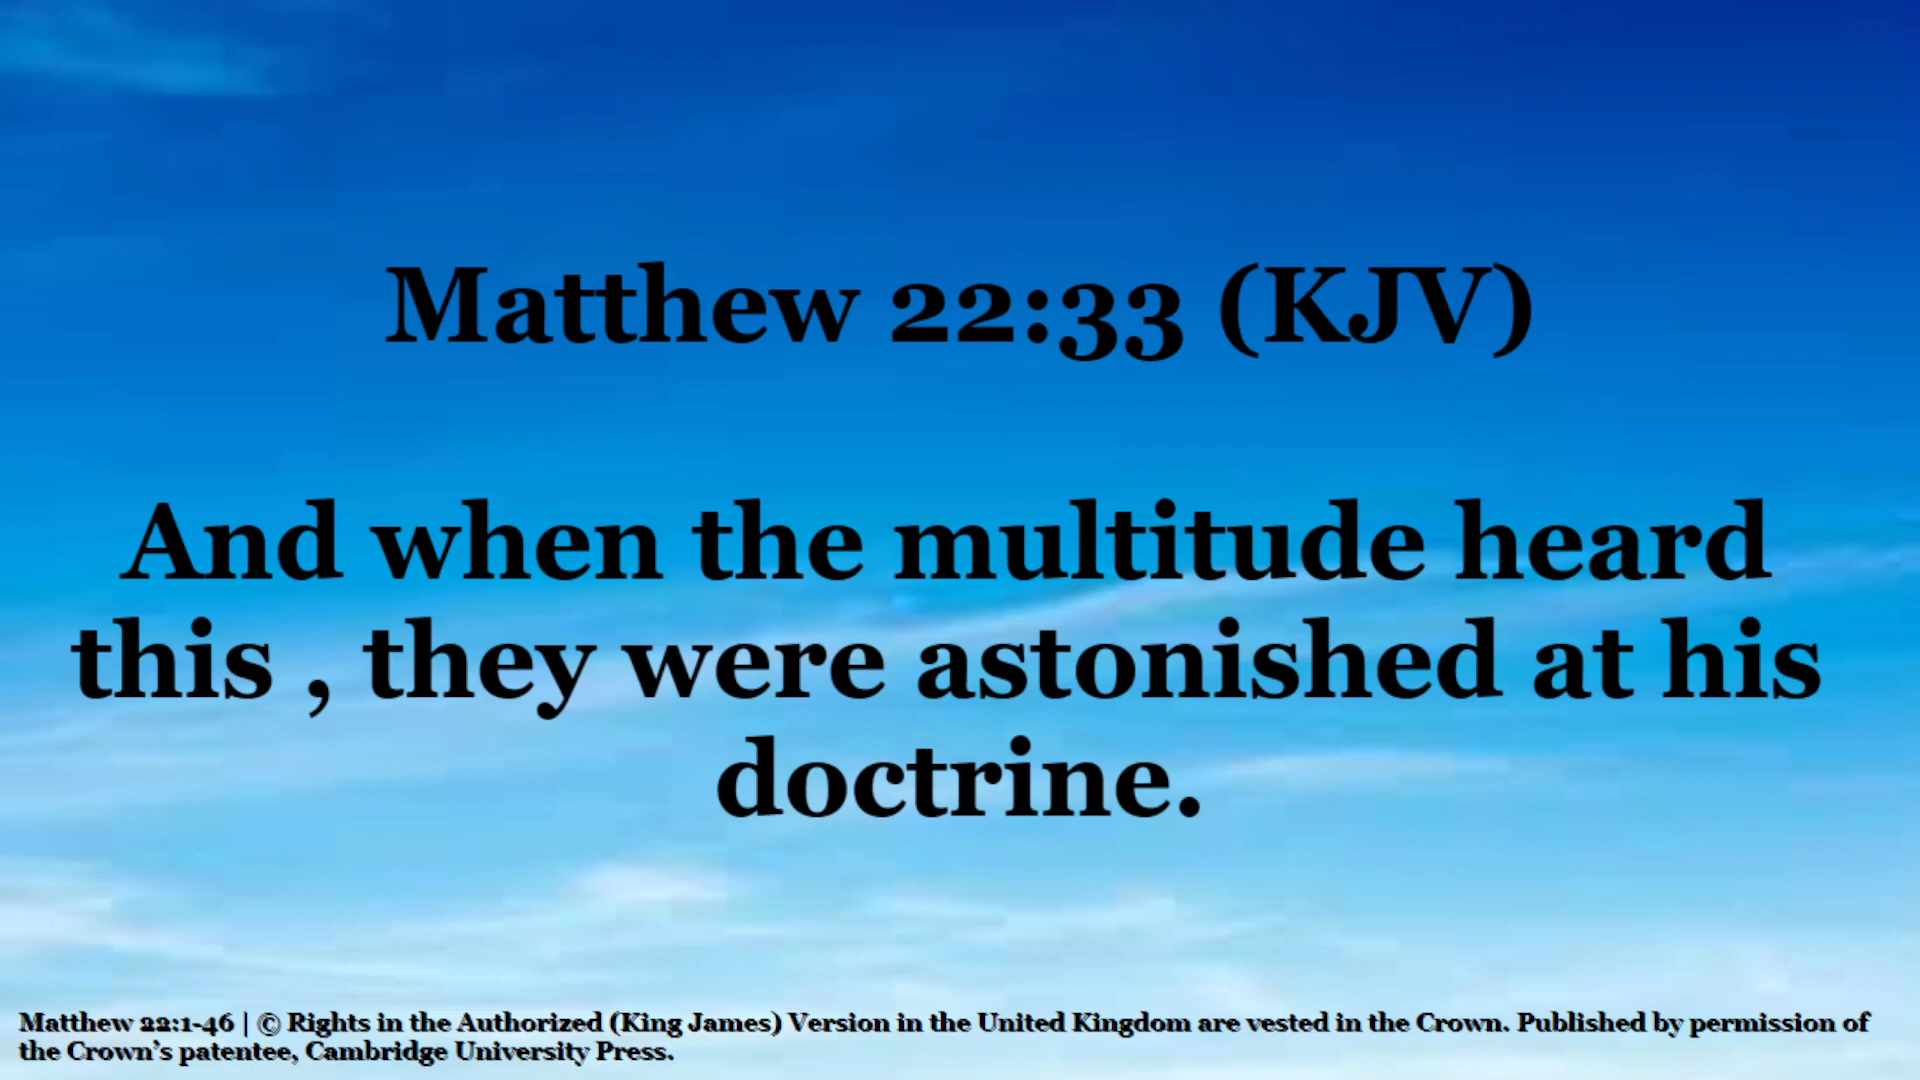 Matthew 22:33 (KJV)
And when the multitude heard
this , they were astonished at his
doctrine.
Matthew 22:1-46 | © Rights in the Authorized (King James) Version in the United Kingdom are vested in the Crown. Published by permission of
the Crown's patentee, Cambridge University Press.